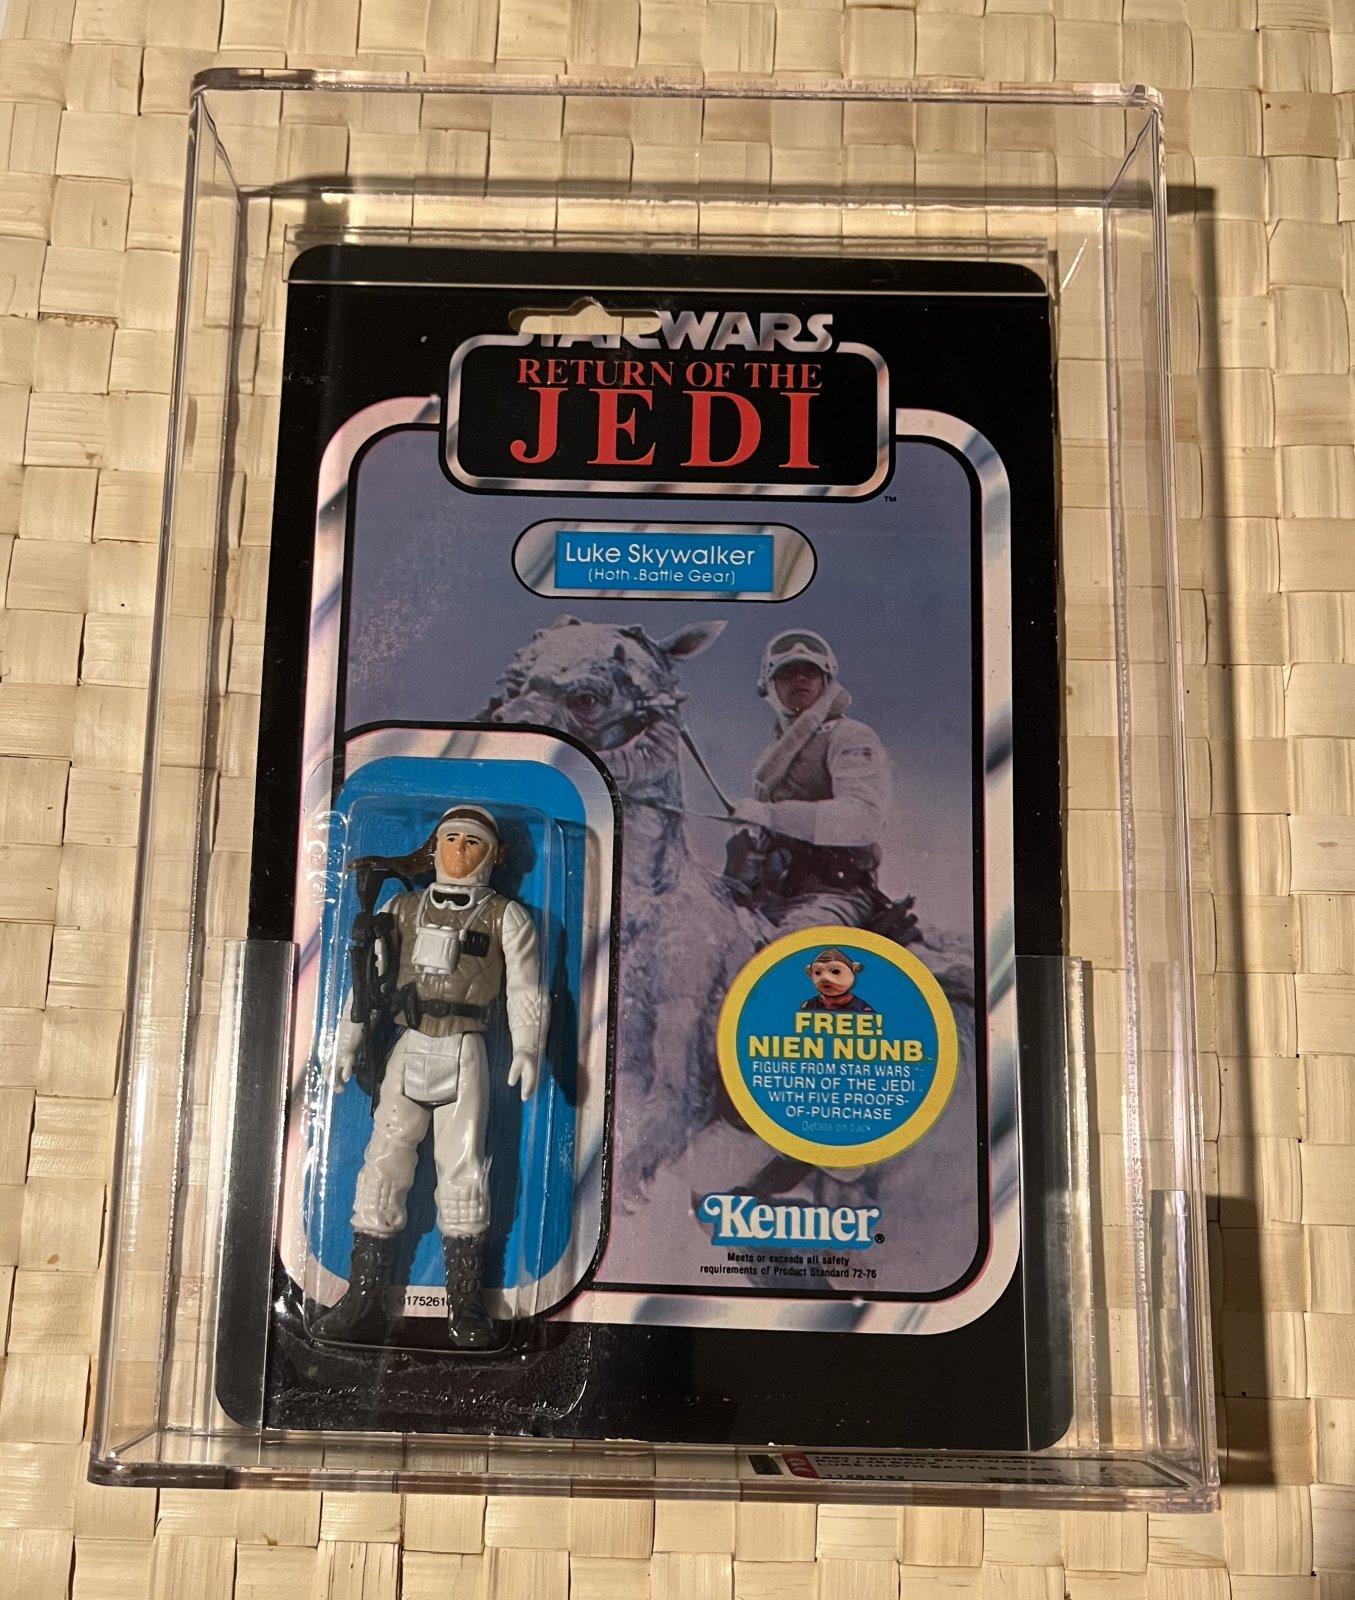 STAR WARS
RETURN OF THE
JEDI
™
Luke Skywalker
(Hoth Battle Gear)
FREE!
NIEN NUNB
FIGURE FROM STAR WARS
RETURN OF THE JEDI
WITH FIVE PROOFS-
OF-PURCHASE
Details on back
Kenner®
Meets or exceeds all safety
requirements of Product Standard 72-76